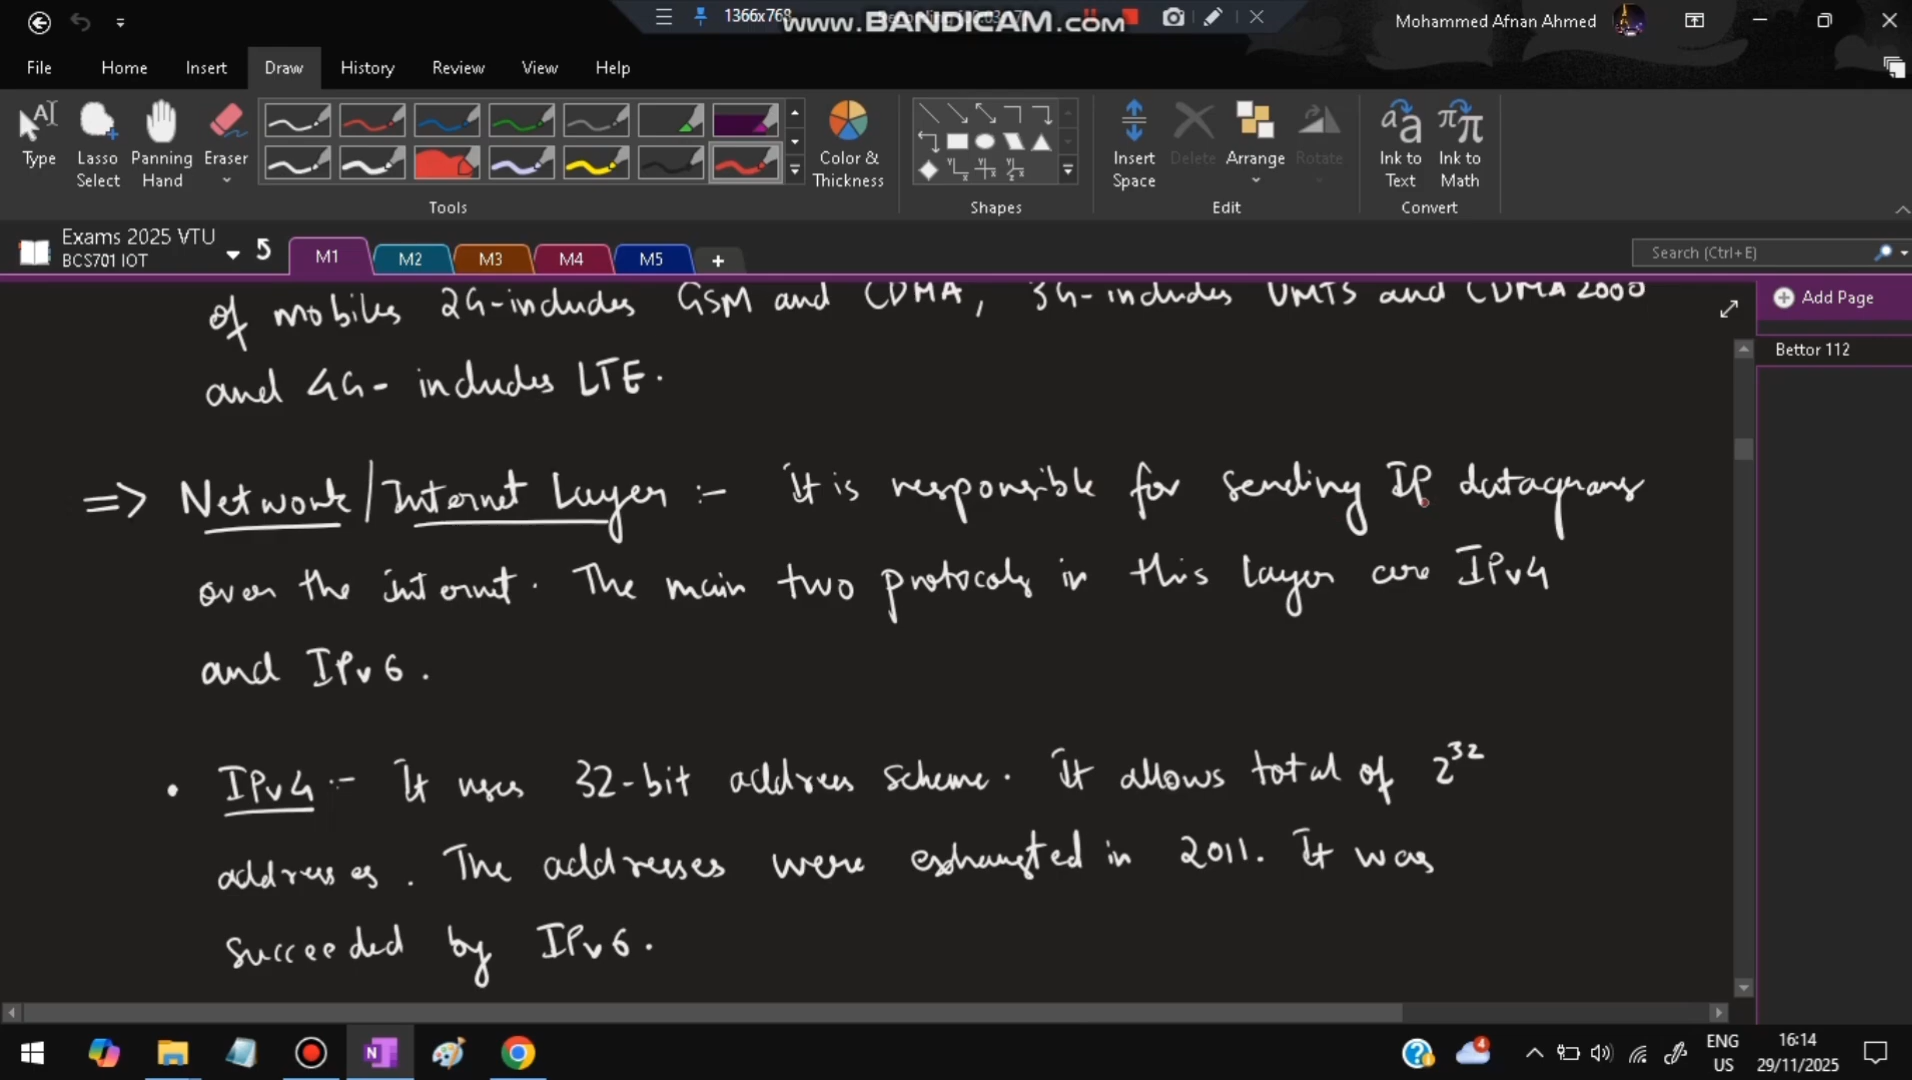 1366x768
www.BANDICAM.com
Mohammed Afnan Ahmed
File Home Insert Draw History Review View Help
Type
Lasso Select
Panning Hand
Eraser
Color & Thickness
Insert Space
Delete
Arrange
Rotate
Ink to Text
Ink to Math
Tools
Shapes
Edit
Convert
Exams 2025 VTU
BCS701 IOT
M1 M2 M3 M4 M5 +
Search (Ctrl+E)
Add Page
Bettor 112
of mobiles 2G-includes GSM and CDMA, 3G-includes UMTS and CDMA2000
and 4G- includes LTE.
=> Network/Internet Layer :- It is responsible for sending IP datagrams
over the internet. The main two protocols in this layer are IPv4
and IPv6.
• IPv4 :- It uses 32-bit address scheme. It allows total of 2³²
addresses. The addresses were exhausted in 2011. It was
succeeded by IPv6.
4
ENG
US
16:14
29/11/2025